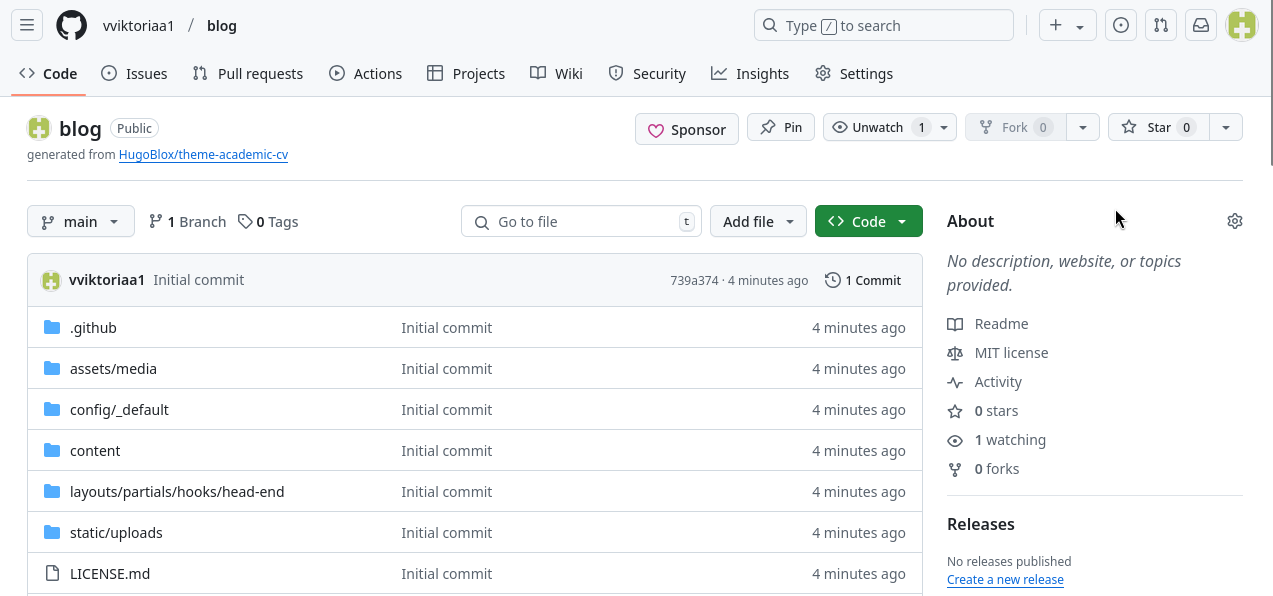 vviktoriaa1 / blog
Type / to search
Code Issues Pull requests Actions Projects Wiki Security Insights Settings
blog Public
Sponsor Pin Unwatch 1 Fork 0 Star 0
generated from HugoBlox/theme-academic-cv
main 1 Branch 0 Tags Go to file t Add file Code
vviktoriaa1 Initial commit 739a374 · 4 minutes ago 1 Commit
.github Initial commit 4 minutes ago
assets/media Initial commit 4 minutes ago
config/_default Initial commit 4 minutes ago
content Initial commit 4 minutes ago
layouts/partials/hooks/head-end Initial commit 4 minutes ago
static/uploads Initial commit 4 minutes ago
LICENSE.md Initial commit 4 minutes ago
About
No description, website, or topics
provided.
Readme
MIT license
Activity
0 stars
1 watching
0 forks
Releases
No releases published
Create a new release